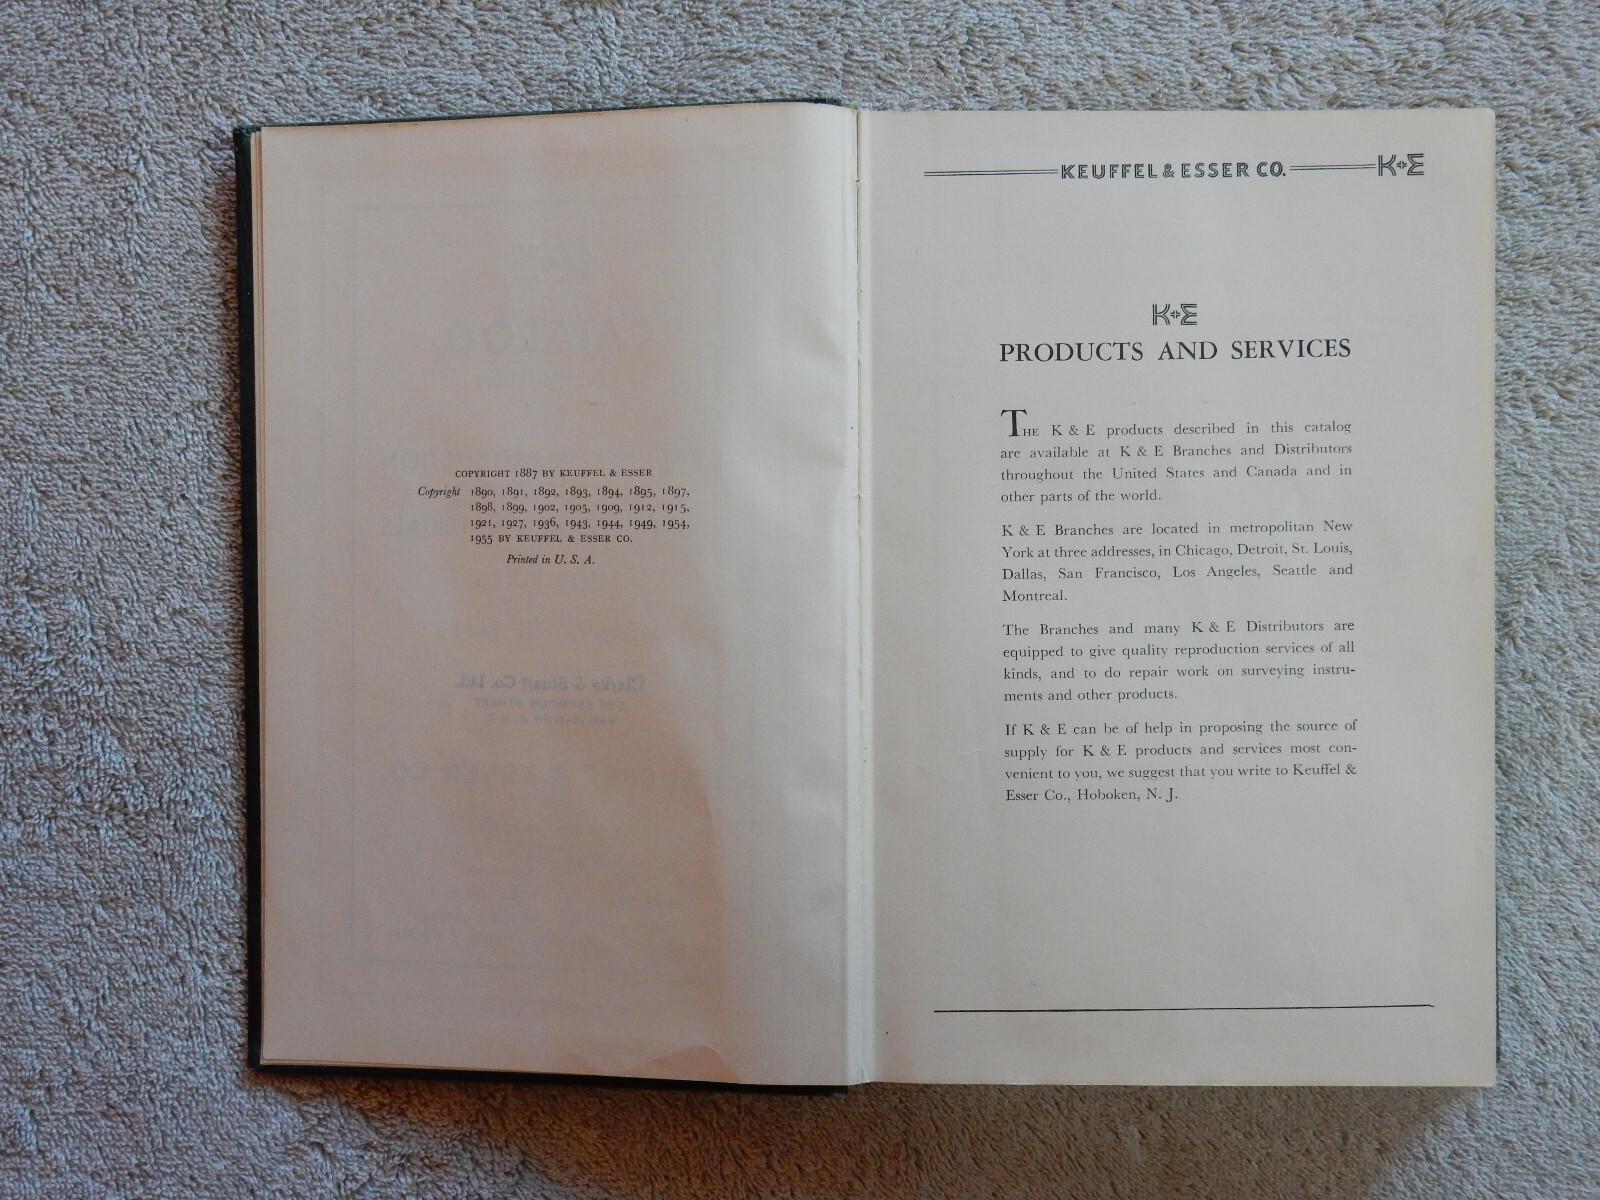 COPYRIGHT 1887 BY KEUFFEL & ESSER
Copyright 1890, 1891, 1892, 1893, 1894, 1895, 1897,
1898, 1899, 1902, 1905, 1909, 1912, 1915,
1921, 1927, 1936, 1943, 1944, 1949, 1954,
1955 BY KEUFFEL & ESSER CO.
Printed in U. S. A.
KEUFFEL & ESSER CO. K+E
K+E
PRODUCTS AND SERVICES
THE K & E products described in this catalog
are available at K & E Branches and Distributors
throughout the United States and Canada and in
other parts of the world.
K & E Branches are located in metropolitan New
York at three addresses, in Chicago, Detroit, St. Louis,
Dallas, San Francisco, Los Angeles, Seattle and
Montreal.
The Branches and many K & E Distributors are
equipped to give quality reproduction services of all
kinds, and to do repair work on surveying instru-
ments and other products.
If K & E can be of help in proposing the source of
supply for K & E products and services most con-
venient to you, we suggest that you write to Keuffel &
Esser Co., Hoboken, N. J.